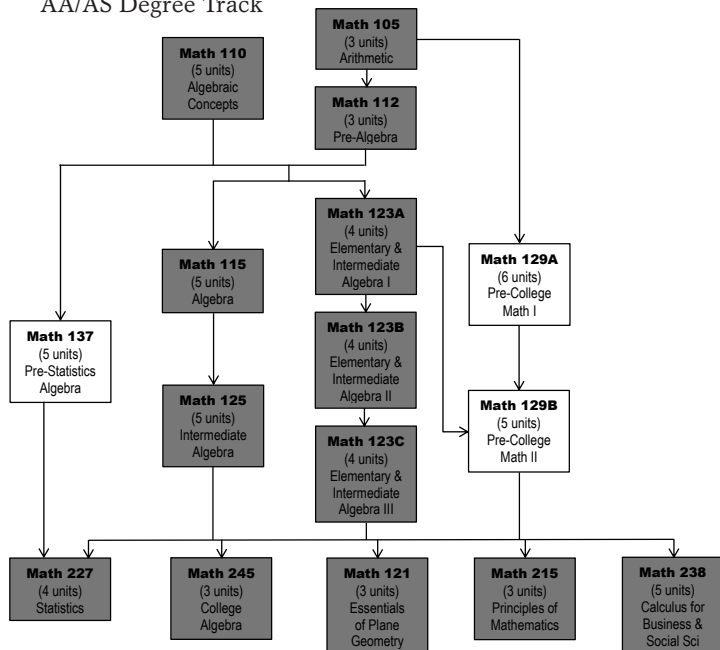 AA/AS Degree Track
Math 105
(3 units)
Arithmetic
Math 110
(5 units)
Algebraic
Concepts
Math 112
(3 units)
Pre-Algebra
Math 123A
(4 units)
Elementary &
Intermediate
Algebra I
Math 115
(5 units)
Algebra
Math 129A
(6 units)
Pre-College
Math I
Math 137
(5 units)
Pre-Statistics
Algebra
Math 123B
(4 units)
Elementary &
Intermediate
Algebra II
Math 125
(5 units)
Intermediate
Algebra
Math 129B
(5 units)
Pre-College
Math II
Math 123C
(4 units)
Elementary &
Intermediate
Algebra III
Math 227
(4 units)
Statistics
Math 245
(3 units)
College
Algebra
Math 121
(3 units)
Essentials
of Plane
Geometry
Math 215
(3 units)
Principles of
Mathematics
Math 238
(5 units)
Calculus for
Business &
Social Sci